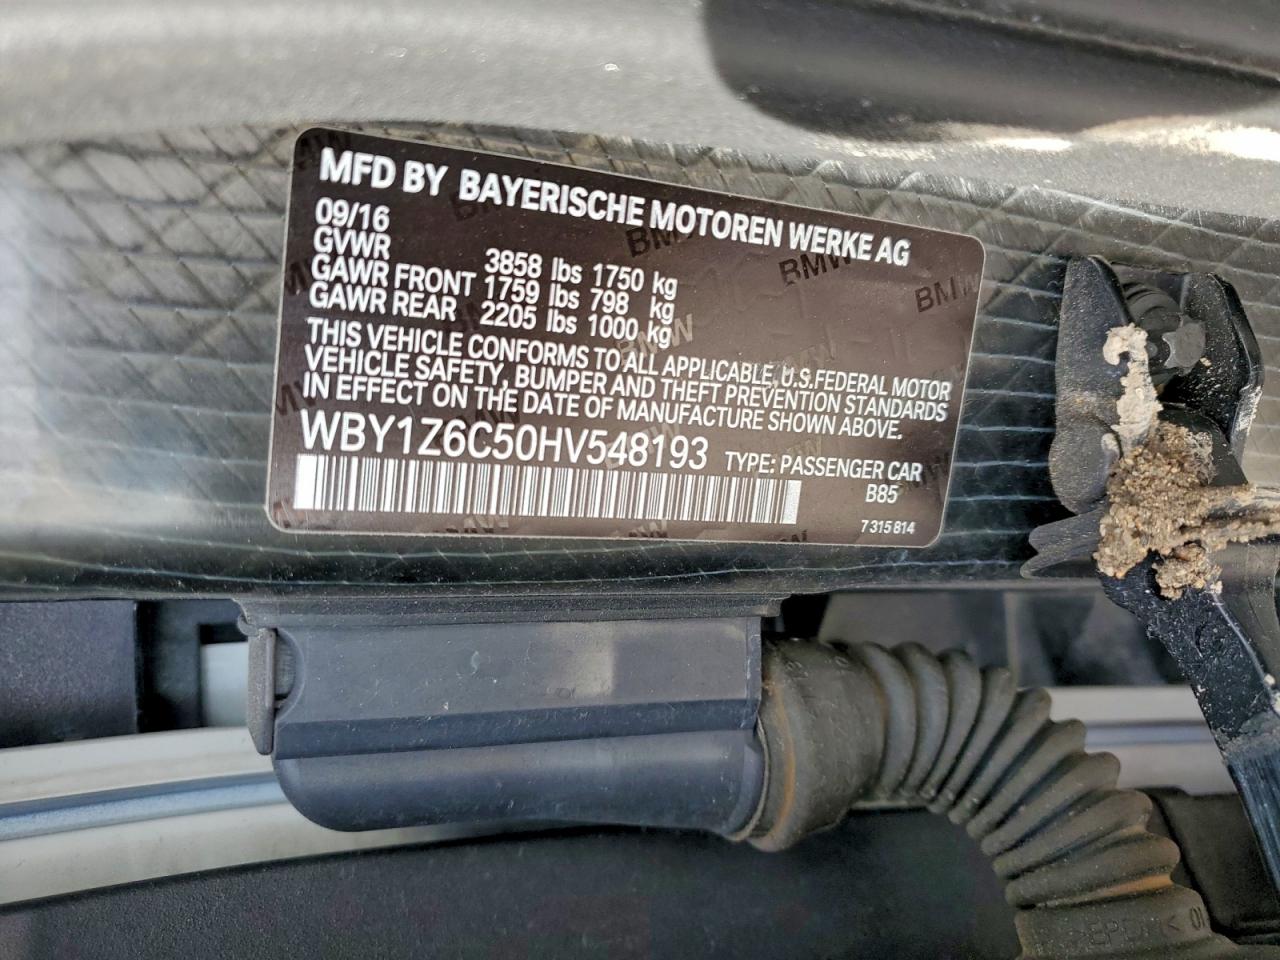 MFD BY BAYERISCHE MOTOREN WERKE AG
09/16
GVWR 3858 lbs 1750 kg
GAWR FRONT 1759 lbs 798 kg
GAWR REAR 2205 lbs 1000 kg
THIS VEHICLE CONFORMS TO ALL APPLICABLE U.S.FEDERAL MOTOR
VEHICLE SAFETY, BUMPER AND THEFT PREVENTION STANDARDS
IN EFFECT ON THE DATE OF MANUFACTURE SHOWN ABOVE.
WBY1Z6C50HV548193 TYPE: PASSENGER CAR
B85
7 315 814